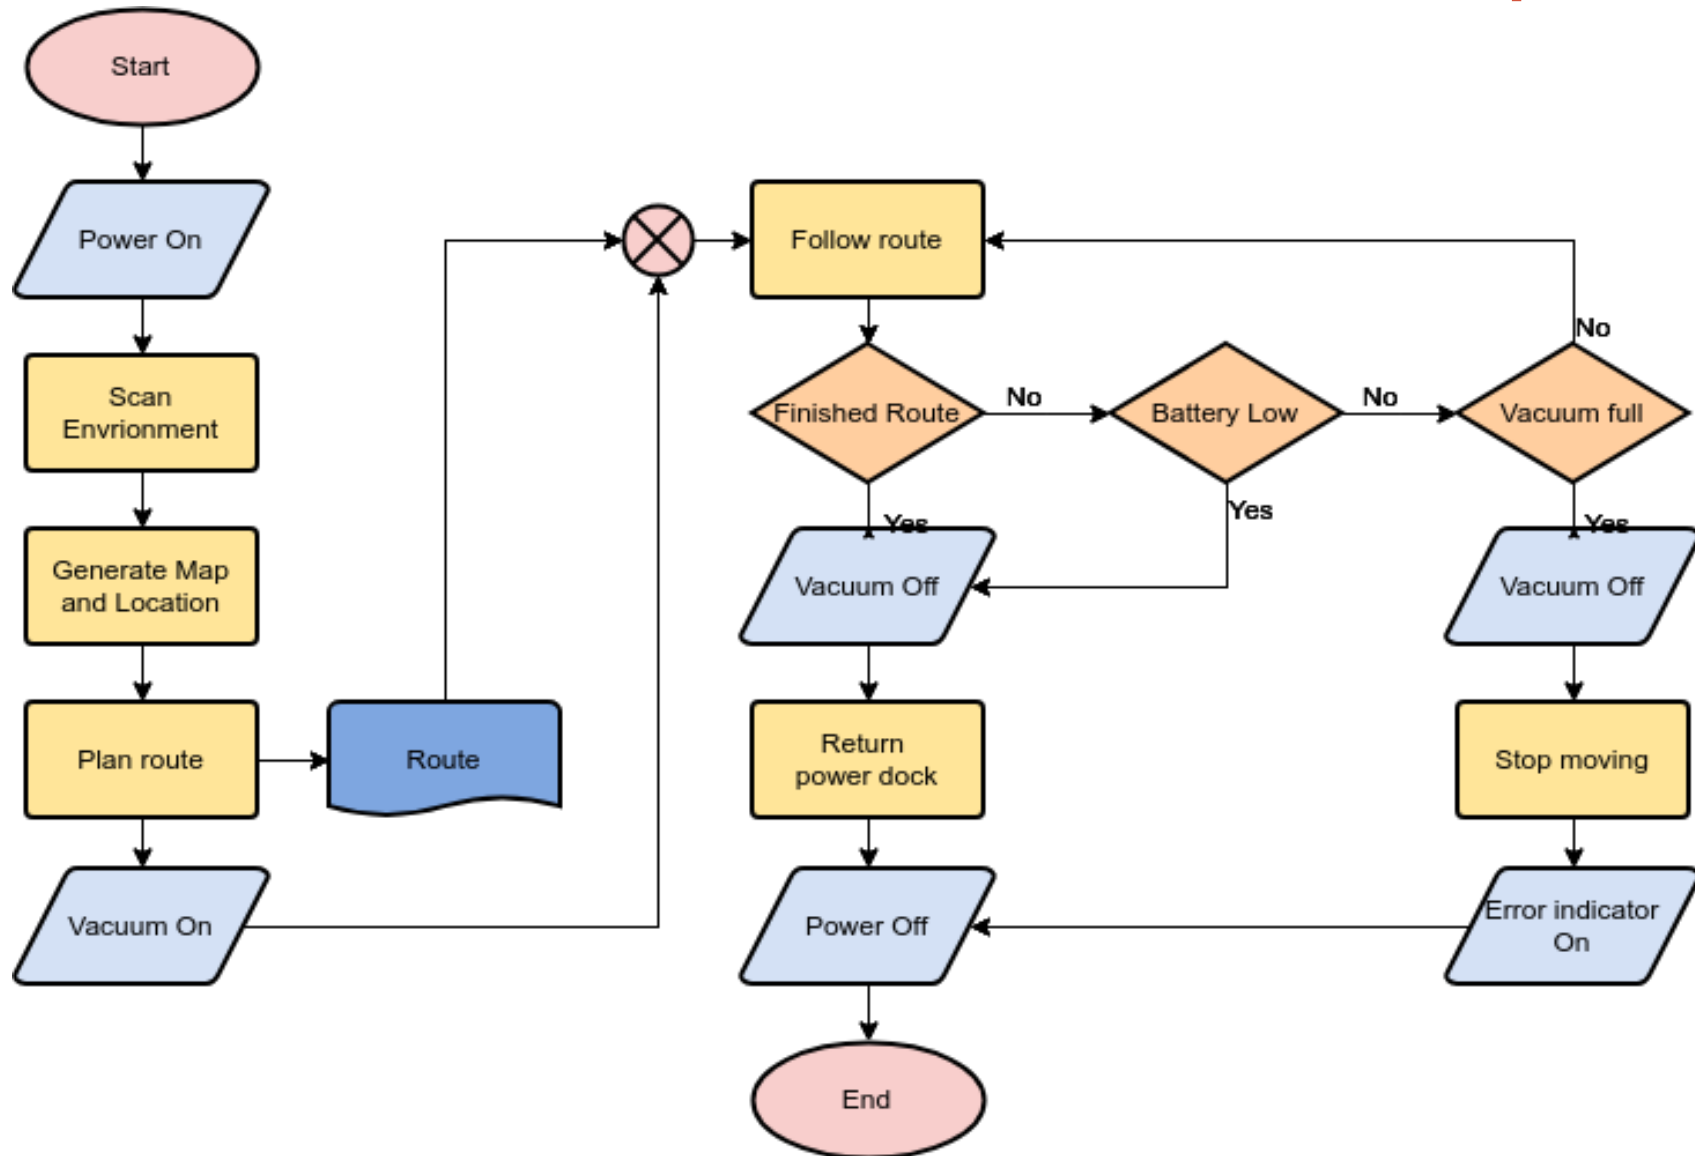 Start
Power On
Scan
Envrionment
Generate Map
and Location
Plan route
Route
Vacuum On
Follow route
Finished Route
No
Battery Low
No
Vacuum full
No
Yes
Yes
Yes
Vacuum Off
Vacuum Off
Return
power dock
Stop moving
Power Off
Error indicator
On
End